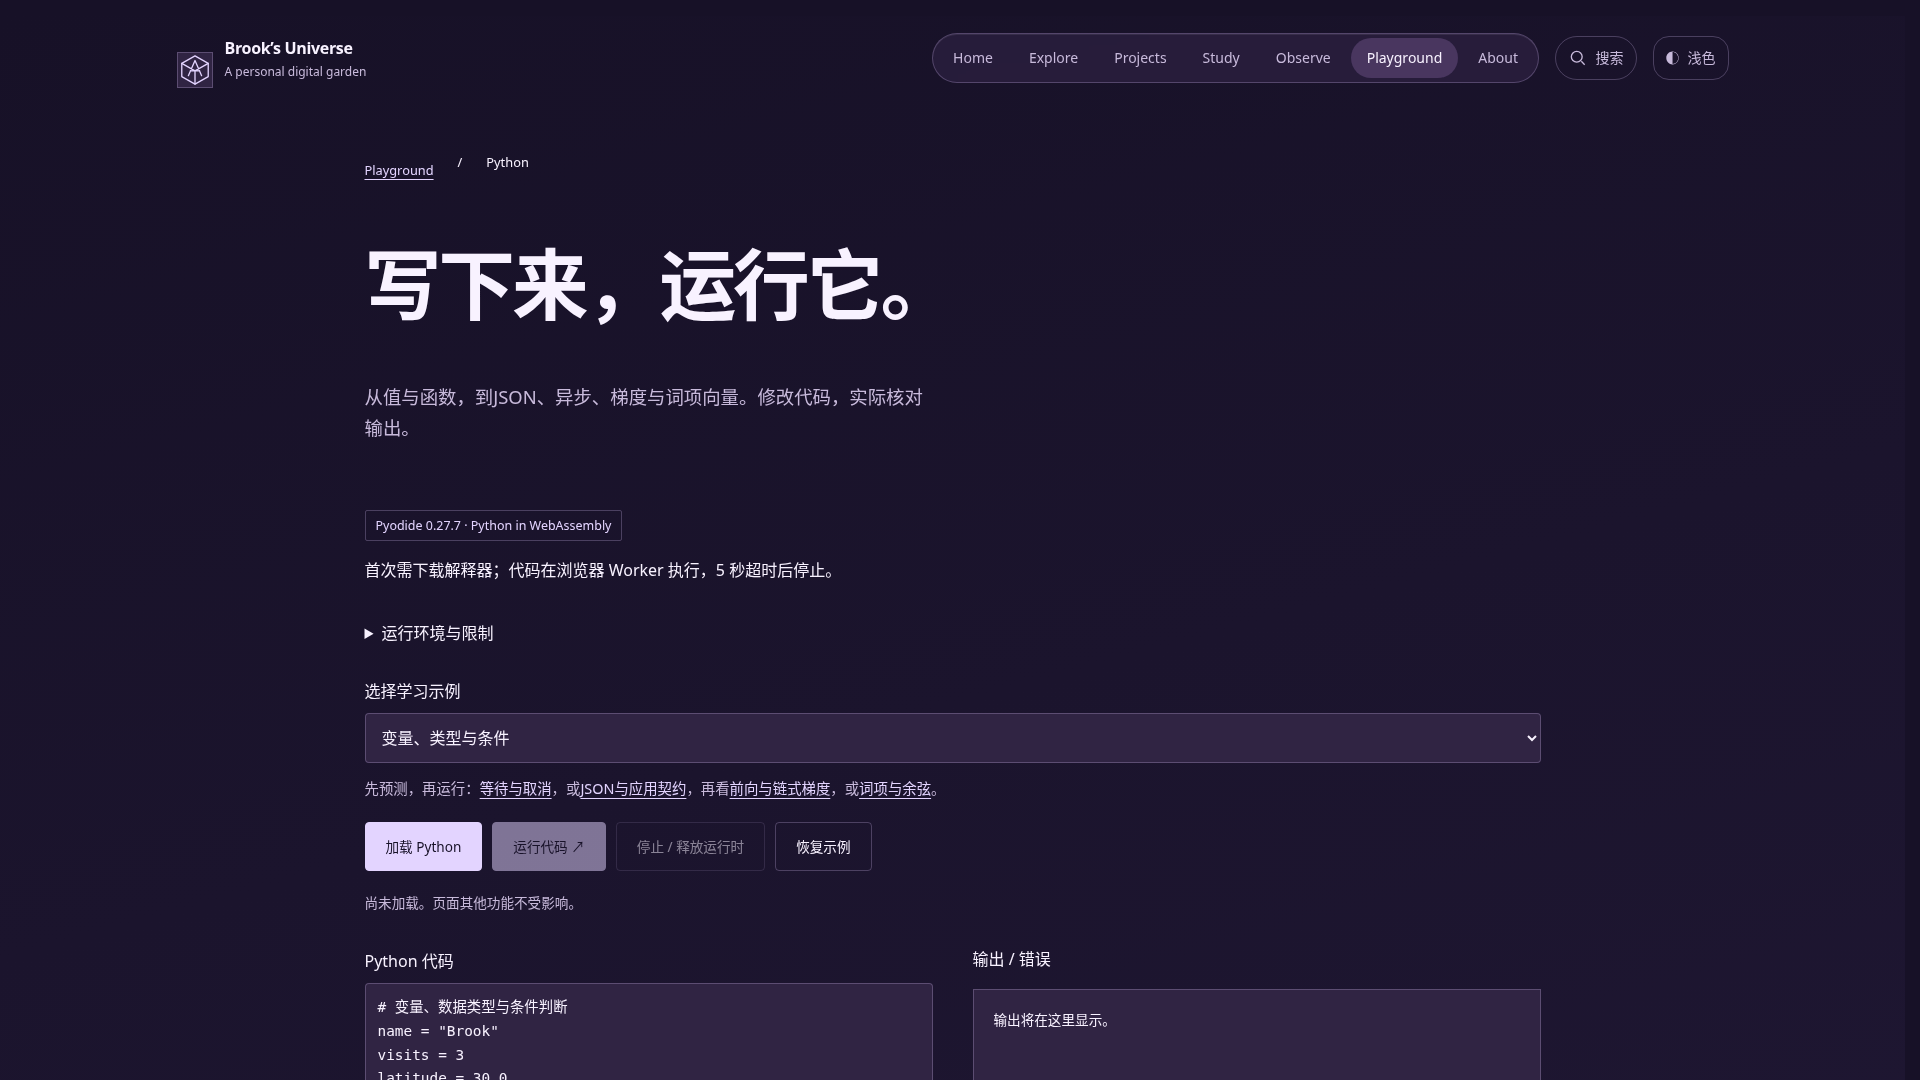 Brook’s Universe
A personal digital garden
Home Explore Projects Study Observe Playground About 搜索 浅色
Playground / Python
写下来，运行它。
从值与函数，到JSON、异步、梯度与词项向量。修改代码，实际核对
输出。
Pyodide 0.27.7 · Python in WebAssembly
首次需下载解释器；代码在浏览器 Worker 执行，5 秒超时后停止。
▶ 运行环境与限制
选择学习示例
变量、类型与条件
先预测，再运行：等待与取消，或JSON与应用契约，再看前向与链式梯度，或词项与余弦。
加载 Python 运行代码 ↗ 停止 / 释放运行时 恢复示例
尚未加载。页面其他功能不受影响。
Python 代码
# 变量、数据类型与条件判断
name = "Brook"
visits = 3
latitude = 30.0
输出 / 错误
输出将在这里显示。